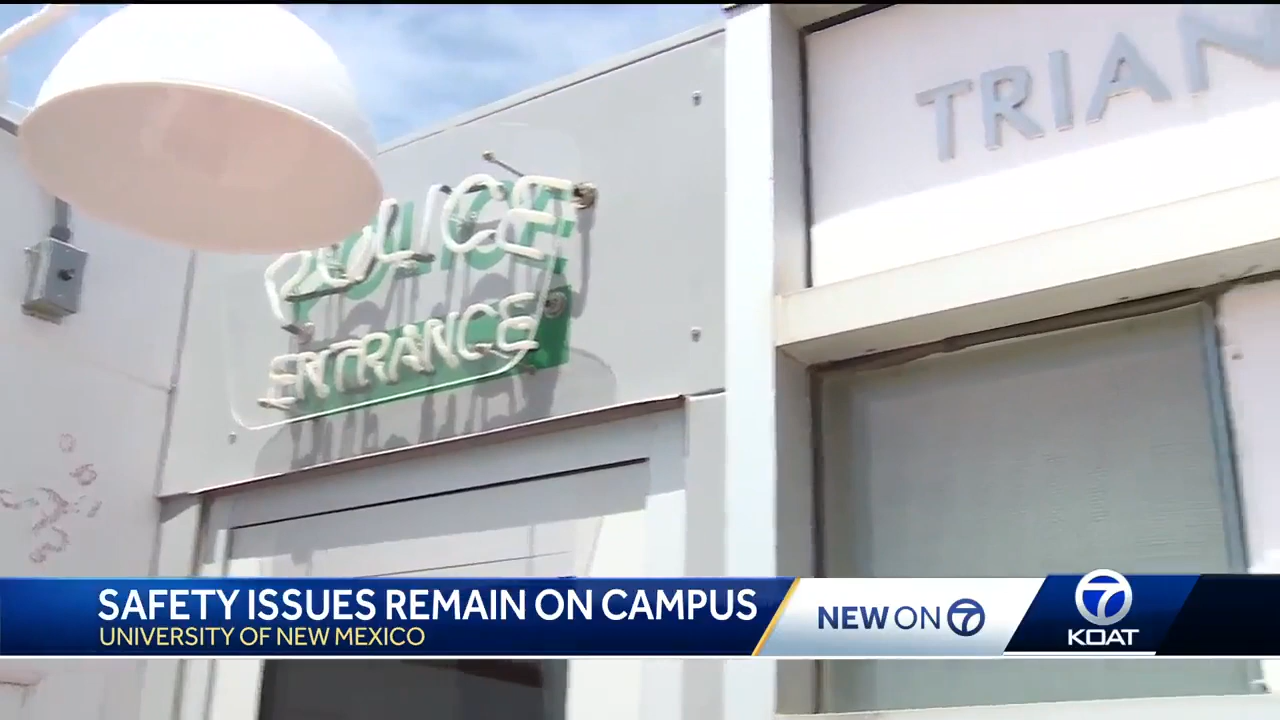 POLICE
ENTRANCE
TRIAN
SAFETY ISSUES REMAIN ON CAMPUS
UNIVERSITY OF NEW MEXICO
NEW ON 7
7
KOAT